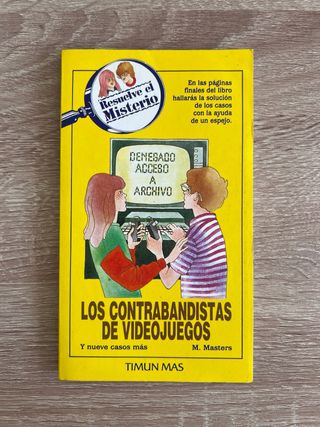 Resuelve el
Misterio
En las páginas
finales del libro
hallarás la solución
de los casos
con la ayuda
de un espejo.
DENEGADO
ACCESO
A
ARCHIVO
LOS CONTRABANDISTAS
DE VIDEOJUEGOS
Y nueve casos más M. Masters
TIMUN MAS